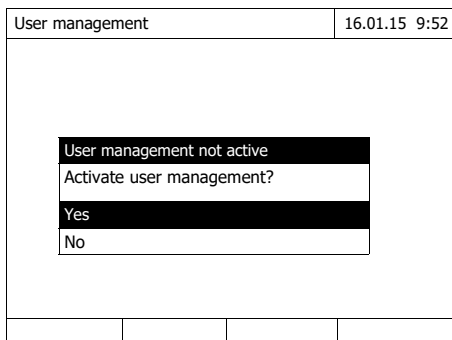 User management 16.01.15 9:52
User management not active
Activate user management?
Yes
No